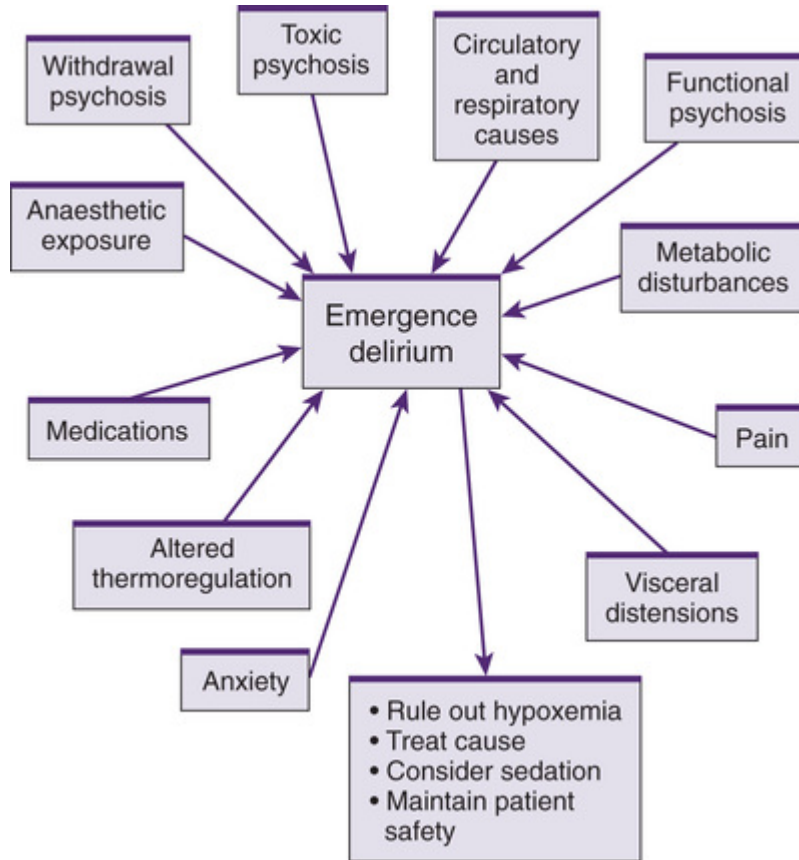 Withdrawal
psychosis
Toxic
psychosis
Circulatory
and
respiratory
causes
Functional
psychosis
Anaesthetic
exposure
Metabolic
disturbances
Emergence
delirium
Medications
Pain
Altered
thermoregulation
Visceral
distensions
Anxiety
• Rule out hypoxemia
• Treat cause
• Consider sedation
• Maintain patient
safety